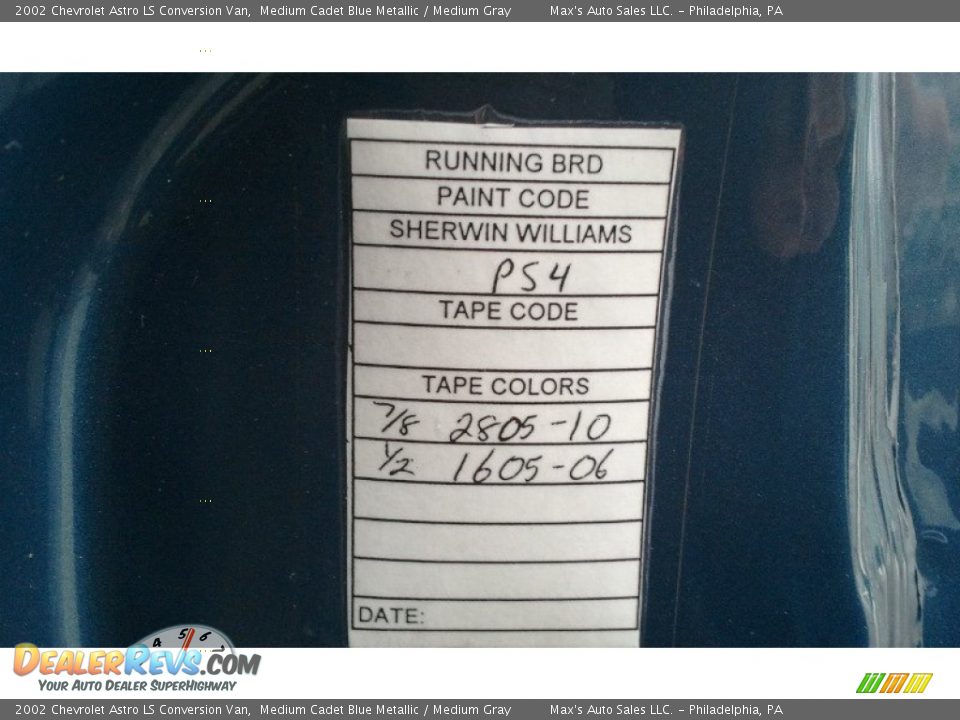 2002 Chevrolet Astro LS Conversion Van, Medium Cadet Blue Metallic / Medium Gray Max's Auto Sales LLC. - Philadelphia, PA
RUNNING BRD
PAINT CODE
SHERWIN WILLIAMS
PS4
TAPE CODE
TAPE COLORS
7/8 2805-10
1/2 1605-06
DATE:
4 5 6
DEALERREVS.COM
YOUR AUTO DEALER SUPERHIGHWAY
2002 Chevrolet Astro LS Conversion Van, Medium Cadet Blue Metallic / Medium Gray Max's Auto Sales LLC. - Philadelphia, PA